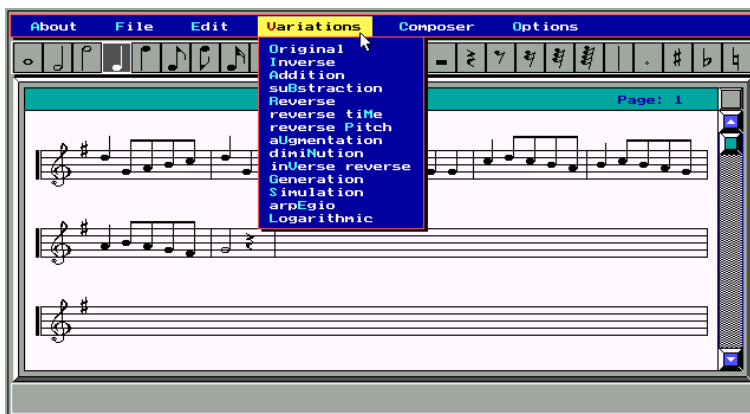 About File Edit Variations Composer Options
Original
Inverse
Addition
suBstraction
Reverse
reverse tiMe
reverse Pitch
aUgmentation
dimiNution
inVerse reverse
Generation
Simulation
arpEgio
Logarithmic
Page: 1